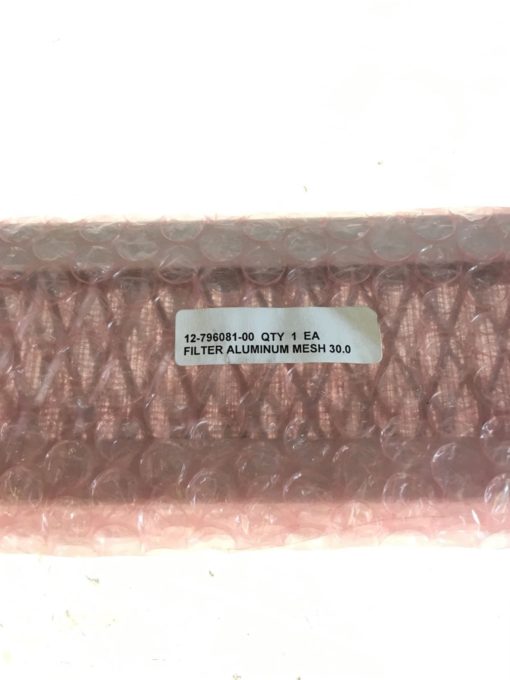 12-796081-00 QTY 1 EA
FILTER ALUMINUM MESH 30.0